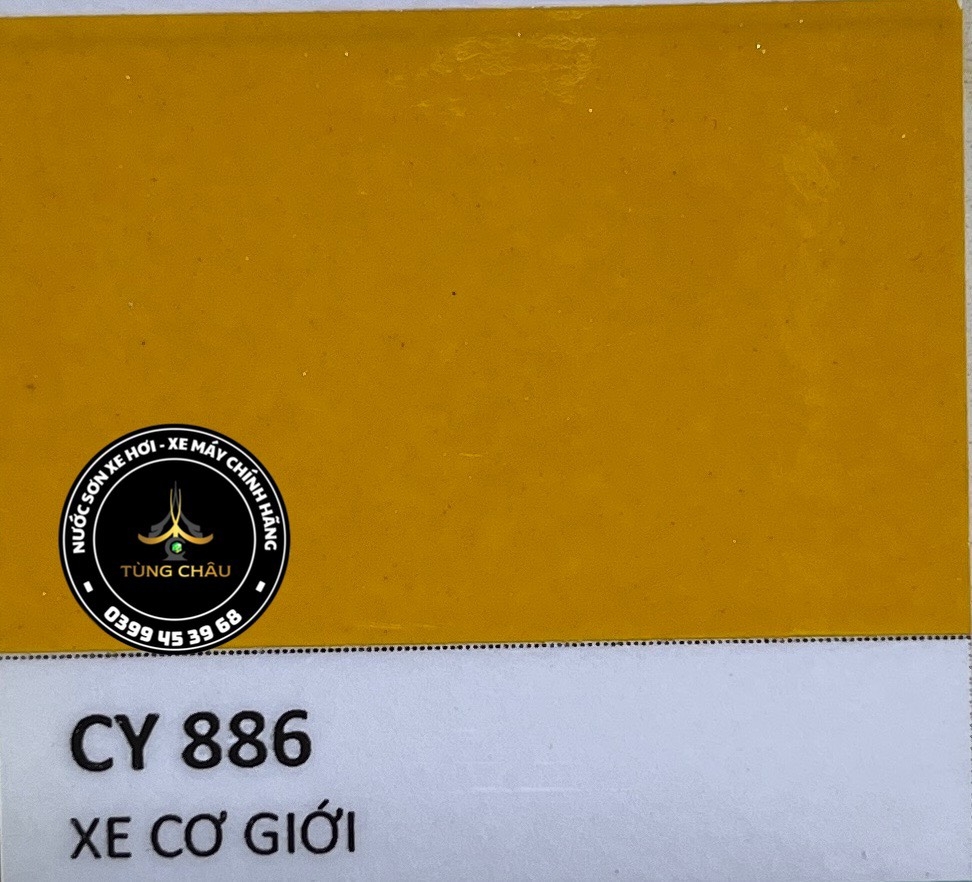 NƯỚC SƠN XE HƠI - XE MÁY CHÍNH HÃNG
TÙNG CHÂU
0399 45 39 68
CY 886
XE CƠ GIỚI